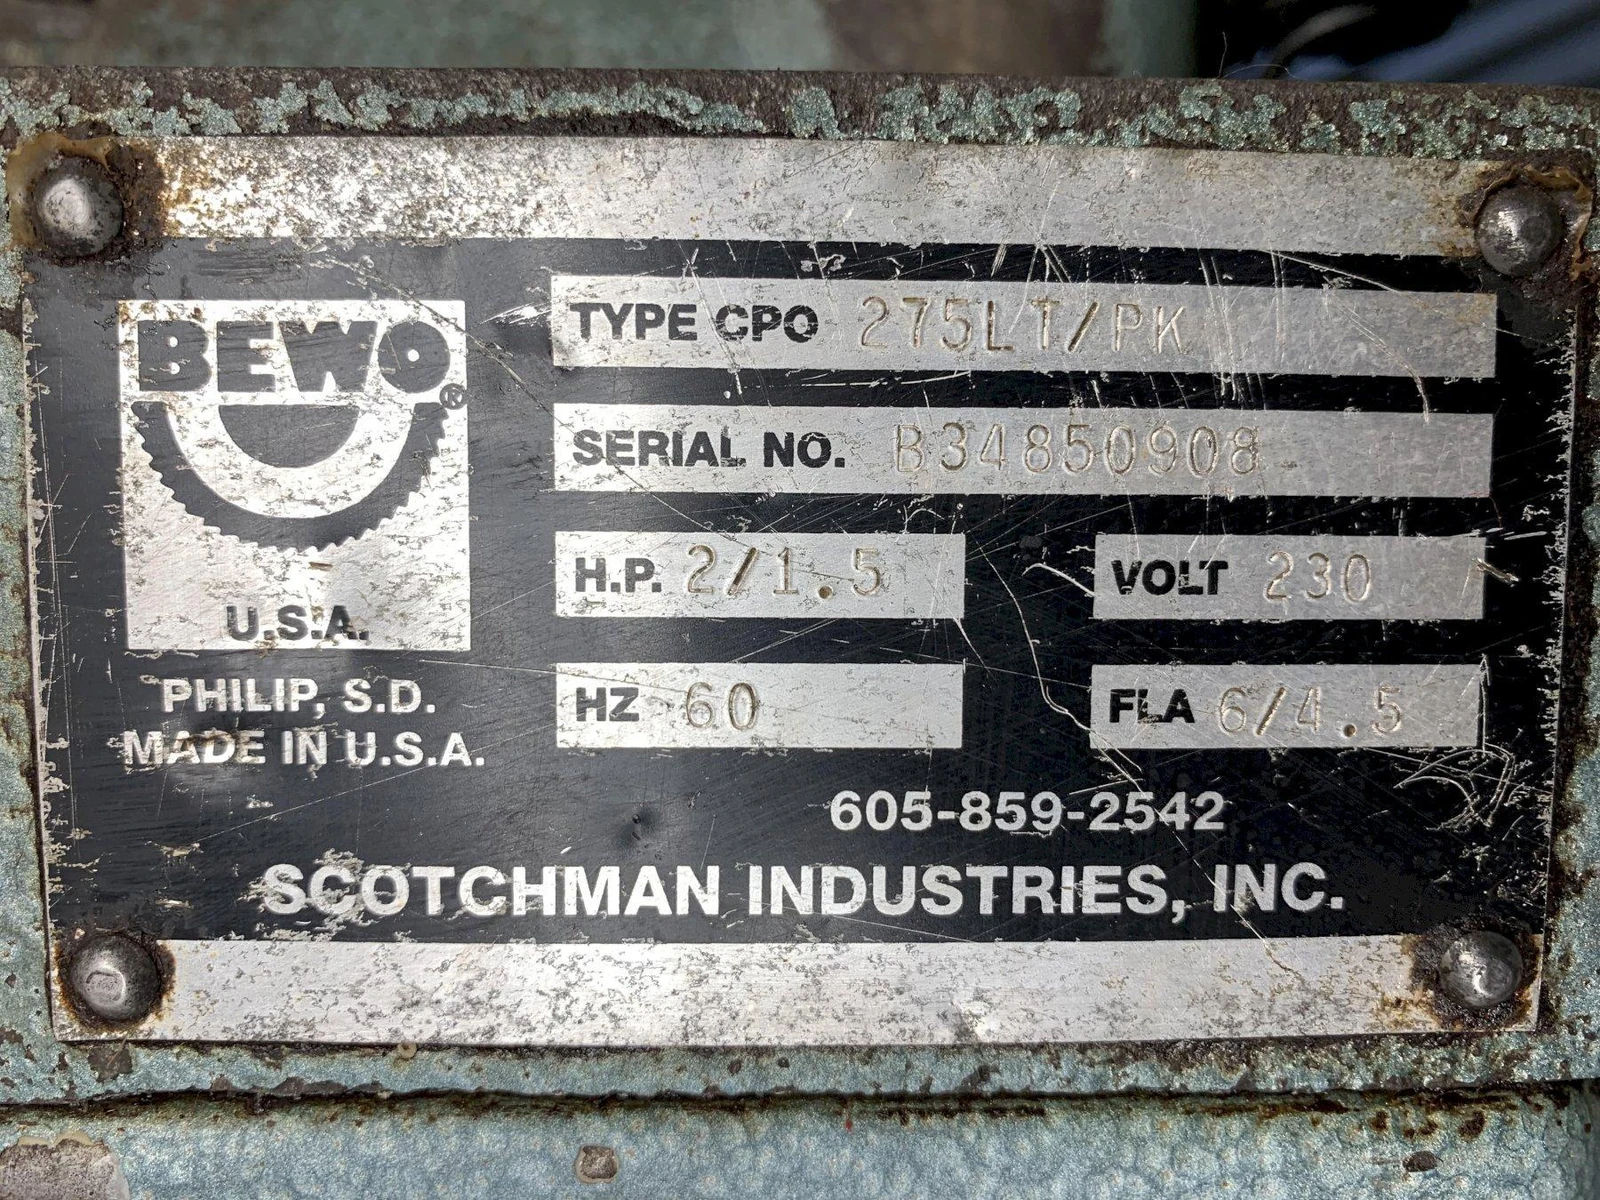 BEWO®
U.S.A.
PHILIP, S.D.
MADE IN U.S.A.
TYPE CPO 275LT/PK
SERIAL NO. B34850908
H.P. 2/1.5
VOLT 230
HZ 60
FLA 6/4.5
605-859-2542
SCOTCHMAN INDUSTRIES, INC.